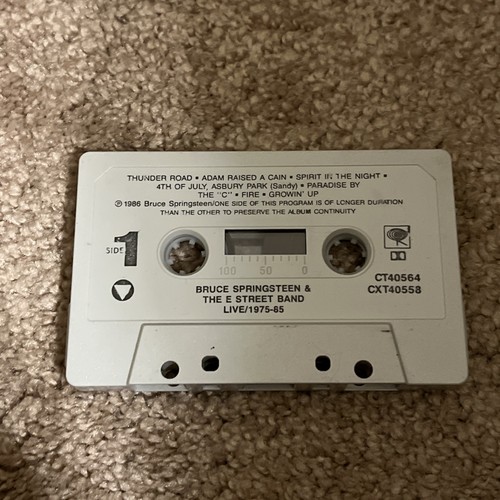 THUNDER ROAD • ADAM RAISED A CAIN • SPIRIT IN THE NIGHT •
4TH OF JULY, ASBURY PARK (Sandy) • PARADISE BY
THE "C" • FIRE • GROWIN' UP
℗ 1986 Bruce Springsteen/ONE SIDE OF THIS PROGRAM IS OF LONGER DURATION
THAN THE OTHER TO PRESERVE THE ALBUM CONTINUITY
SIDE 1
100 50 0
CT40564
CXT40558
BRUCE SPRINGSTEEN &
THE E STREET BAND
LIVE/1975-85